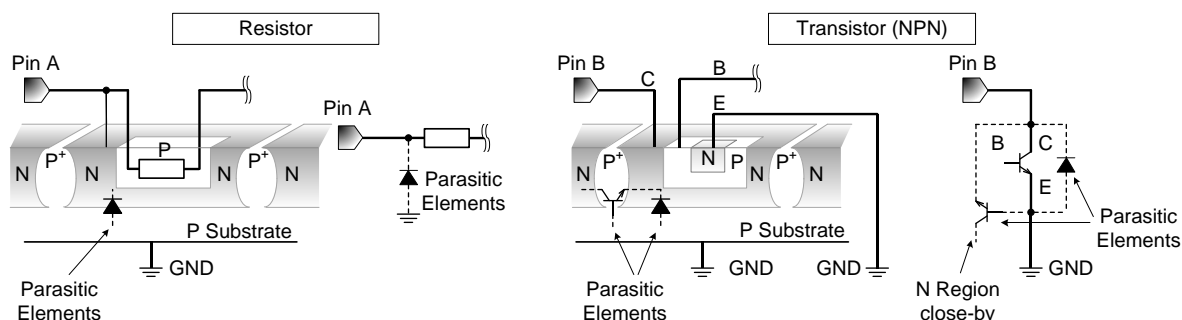 Resistor
Pin A
P
N
P+
N
N
P+
N
P Substrate
GND
Parasitic
Elements
Pin A
Parasitic
Elements
Transistor (NPN)
Pin B
C
B
E
N
P+
N
N
P
N
P+
N
P Substrate
GND
GND
Parasitic
Elements
Pin B
B
C
E
Parasitic
Elements
GND
N Region
close-by